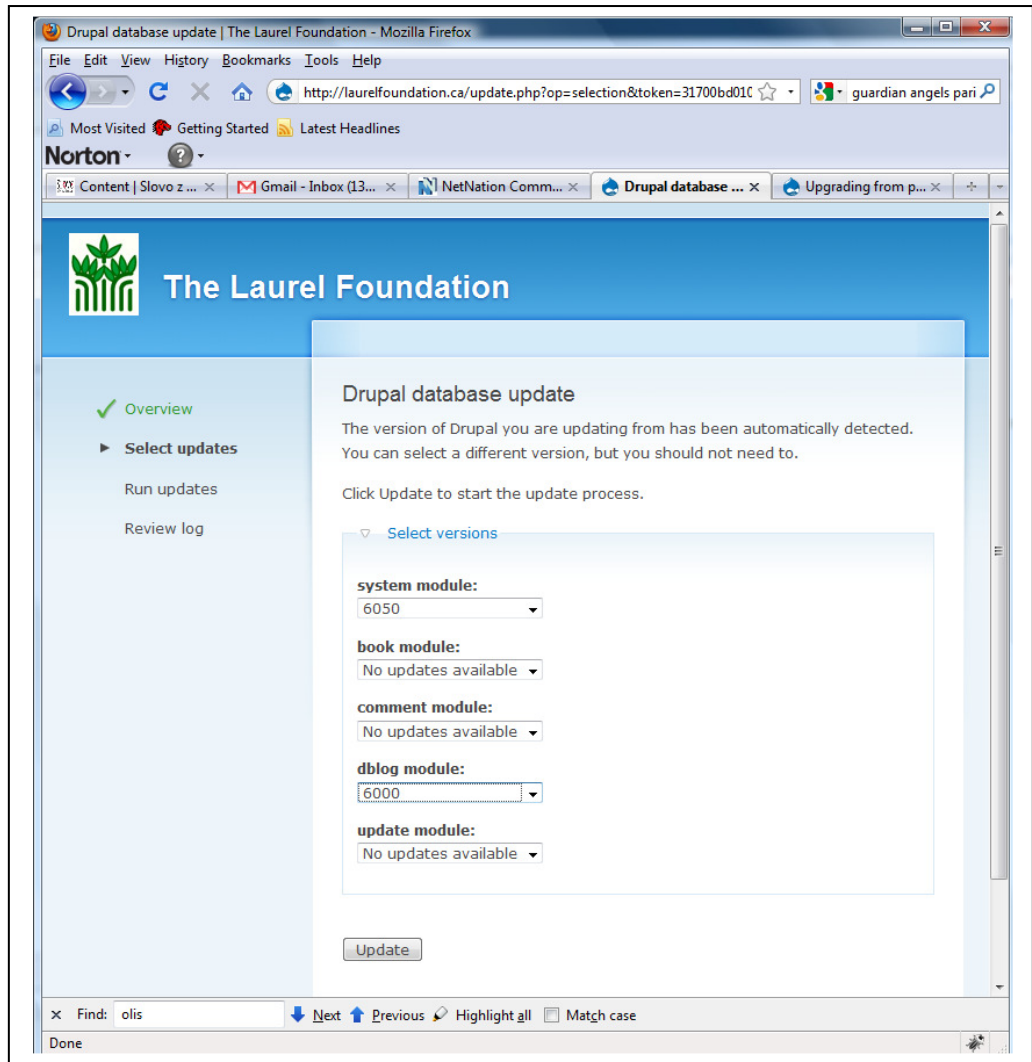 Drupal database update | The Laurel Foundation - Mozilla Firefox
File Edit View History Bookmarks Tools Help
http://laurelfoundation.ca/update.php?op=selection&token=31700bd010 guardian angels pari
Most Visited Getting Started Latest Headlines
Norton
Content | Slovo z ... Gmail - Inbox (13... NetNation Comm... Drupal database ... Upgrading from p...
The Laurel Foundation
Overview
Select updates
Run updates
Review log
Drupal database update
The version of Drupal you are updating from has been automatically detected.
You can select a different version, but you should not need to.
Click Update to start the update process.
Select versions
system module:
6050
book module:
No updates available
comment module:
No updates available
dblog module:
6000
update module:
No updates available
Update
Find: olis Next Previous Highlight all Match case
Done